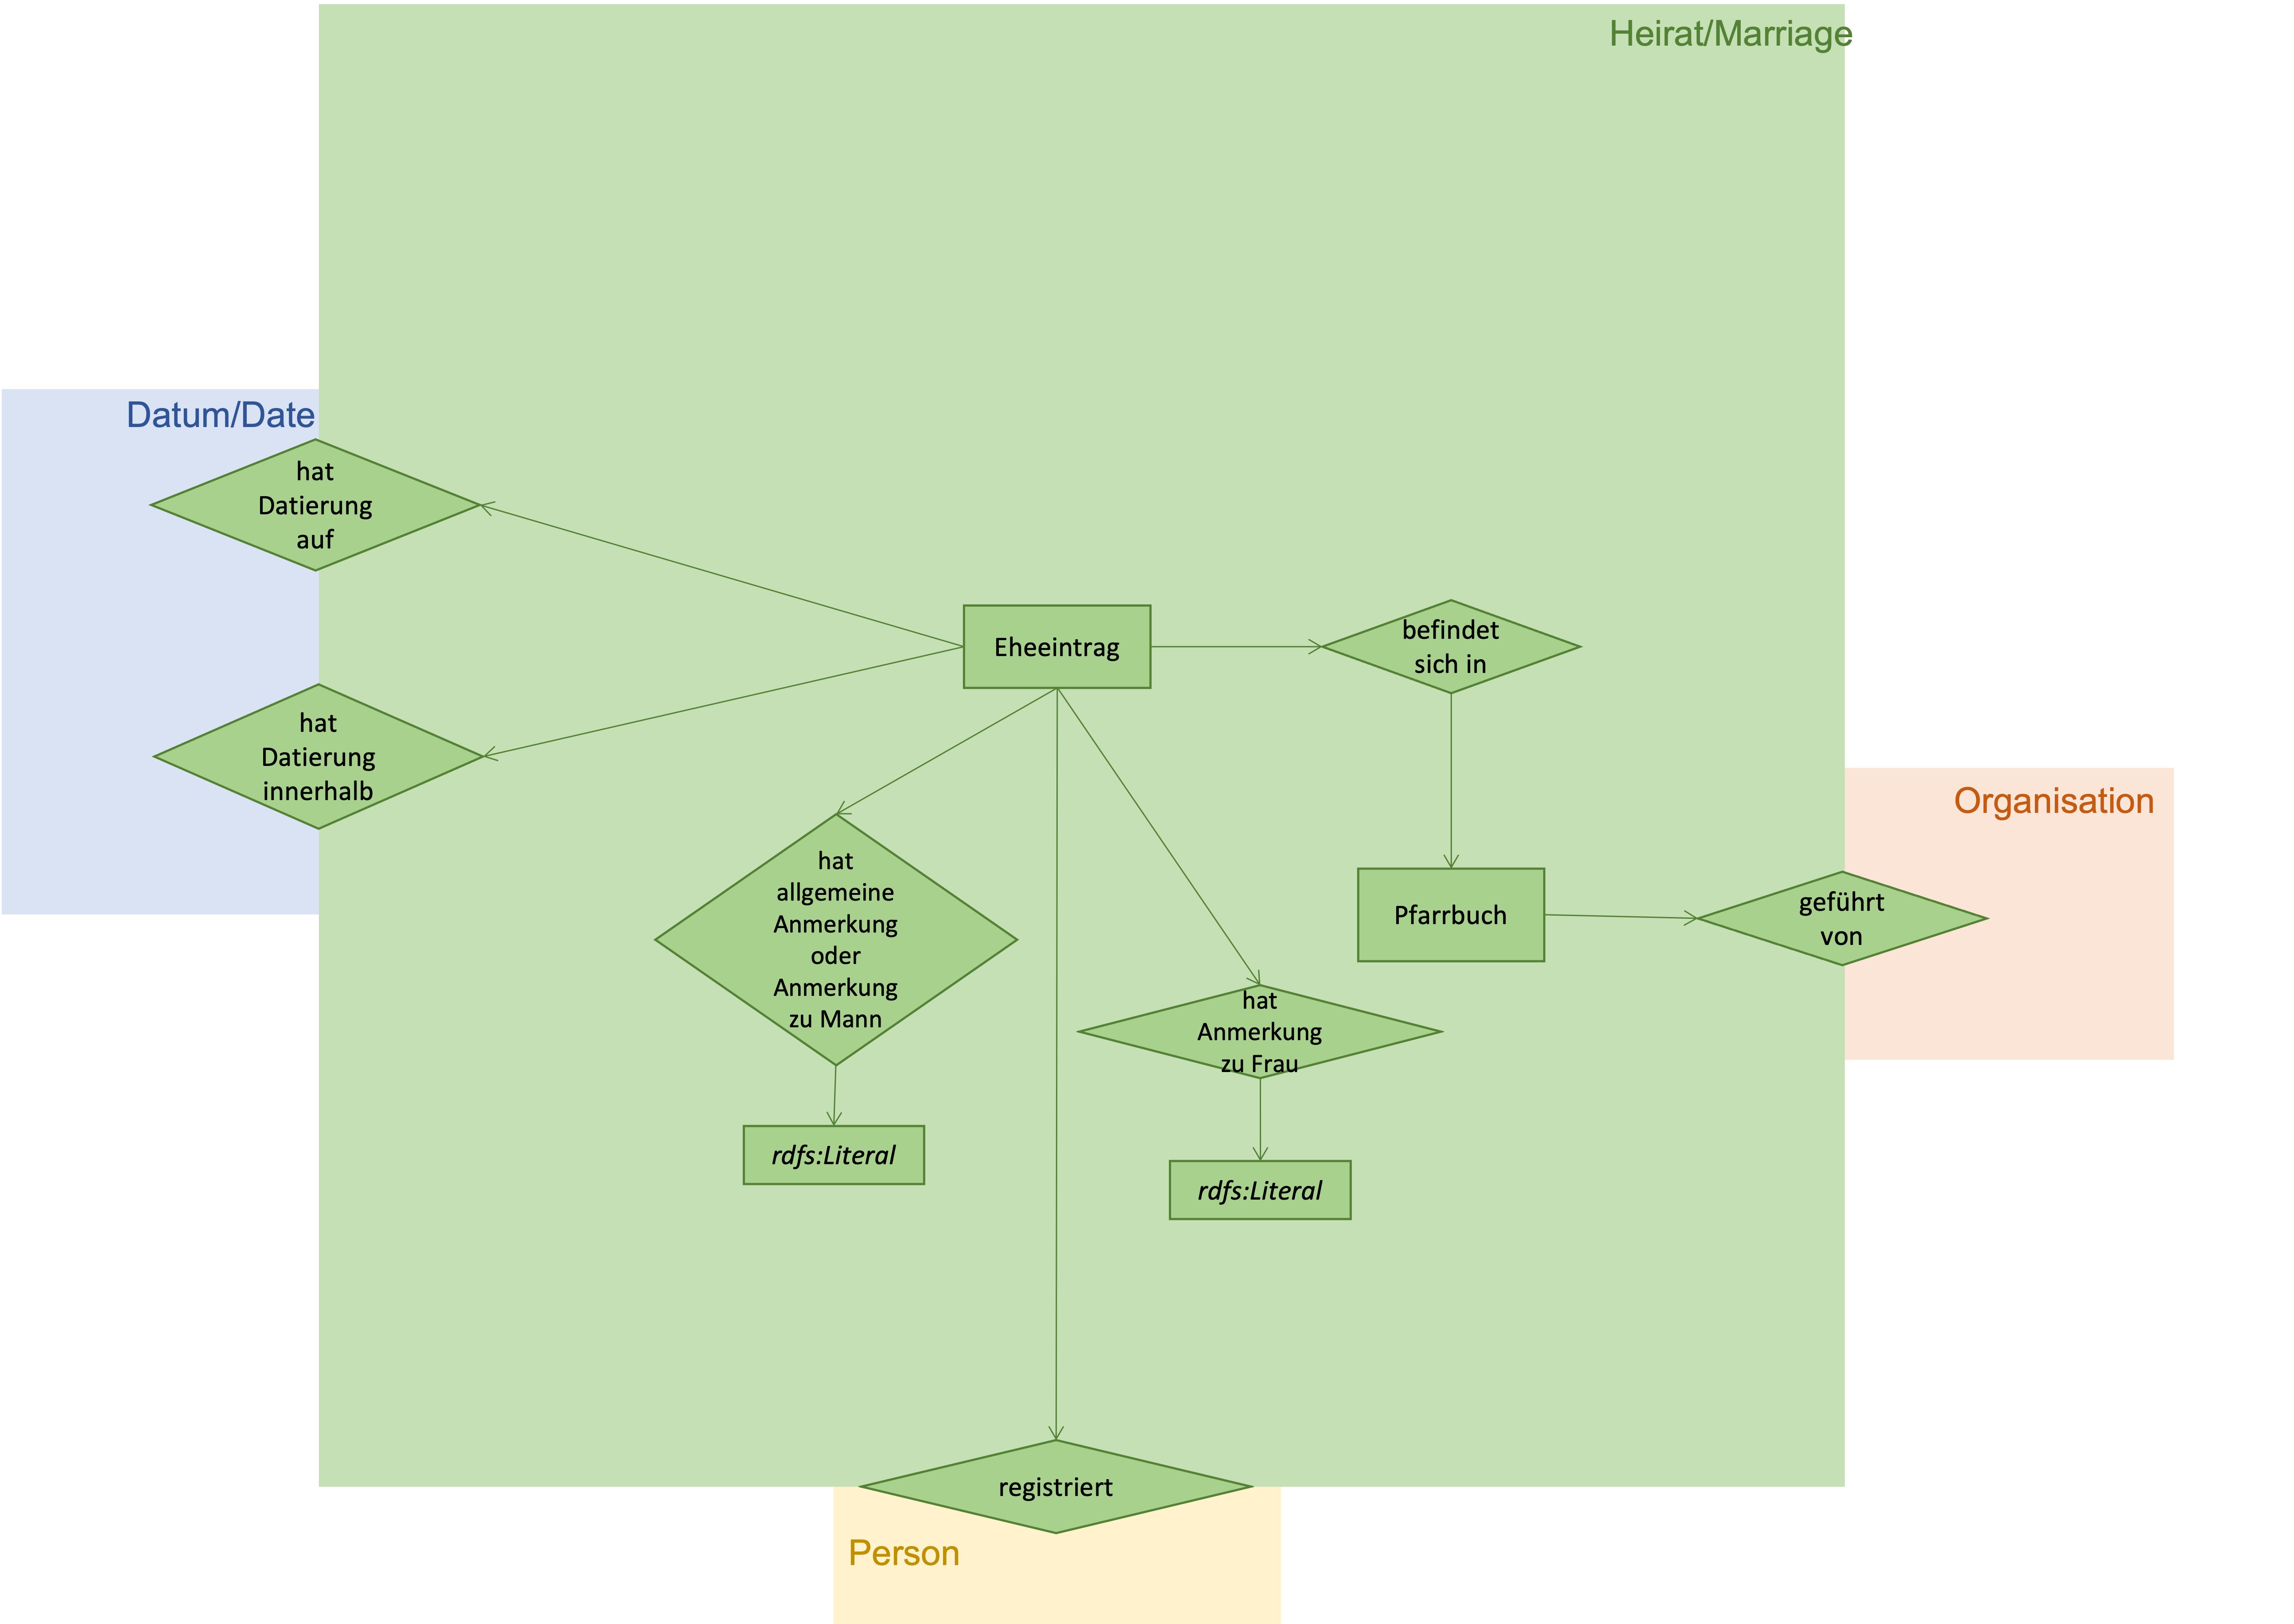 Heirat/Marriage
Datum/Date
hat
Datierung
auf
Eheeintrag
befindet
sich in
hat
Datierung
innerhalb
Organisation
hat
allgemeine
Anmerkung
oder
Anmerkung
zu Mann
Pfarrbuch
geführt
von
hat
Anmerkung
zu Frau
rdfs:Literal
rdfs:Literal
registriert
Person